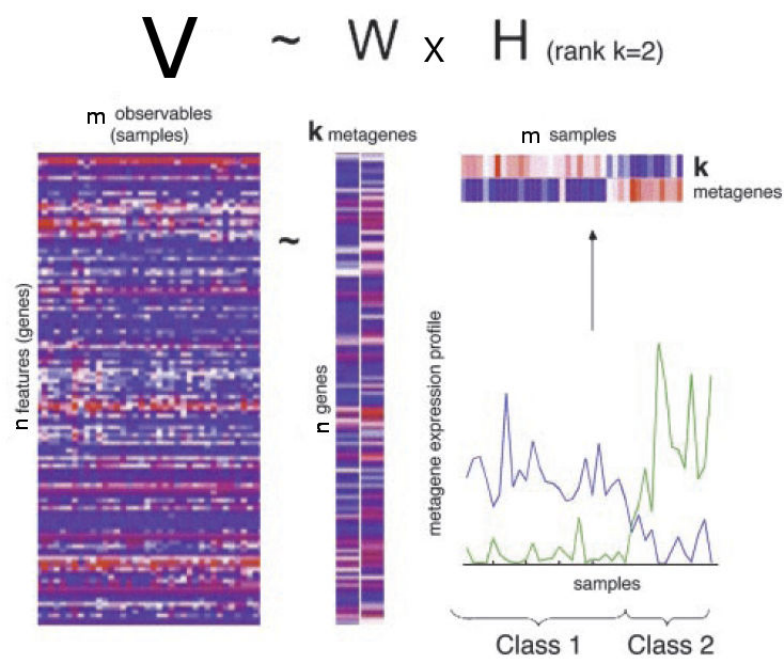 V ~ W x H (rank k=2)
m observables
(samples)
k metagenes
m samples
k
metagenes
~
n features (genes)
n genes
metagene expression profile
samples
Class 1 Class 2